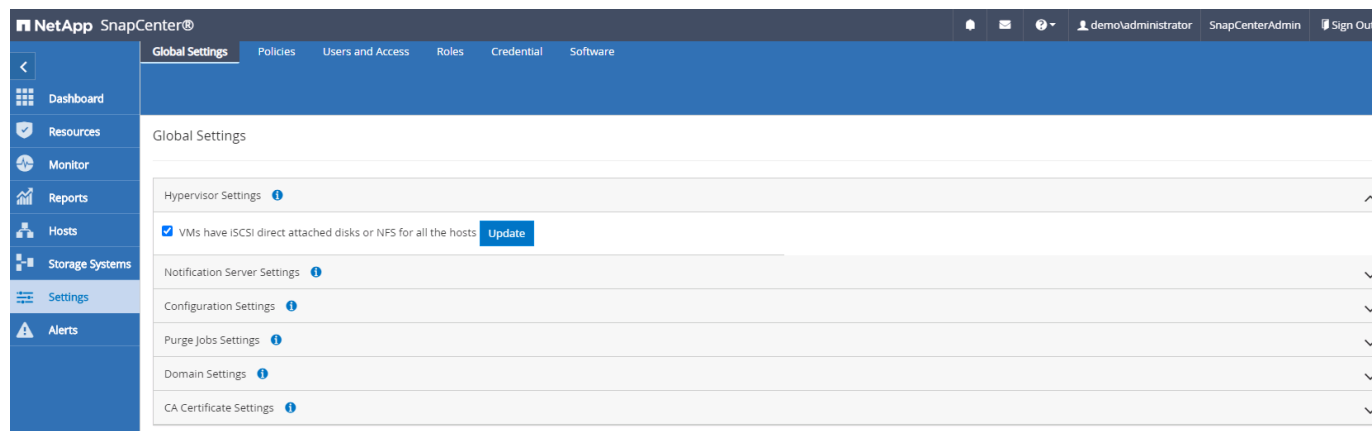 NetApp SnapCenter® demo\administrator SnapCenterAdmin Sign Out
Global Settings Policies Users and Access Roles Credential Software
Dashboard
Resources
Monitor
Reports
Hosts
Storage Systems
Settings
Alerts
Global Settings
Hypervisor Settings
VMs have iSCSI direct attached disks or NFS for all the hosts Update
Notification Server Settings
Configuration Settings
Purge Jobs Settings
Domain Settings
CA Certificate Settings